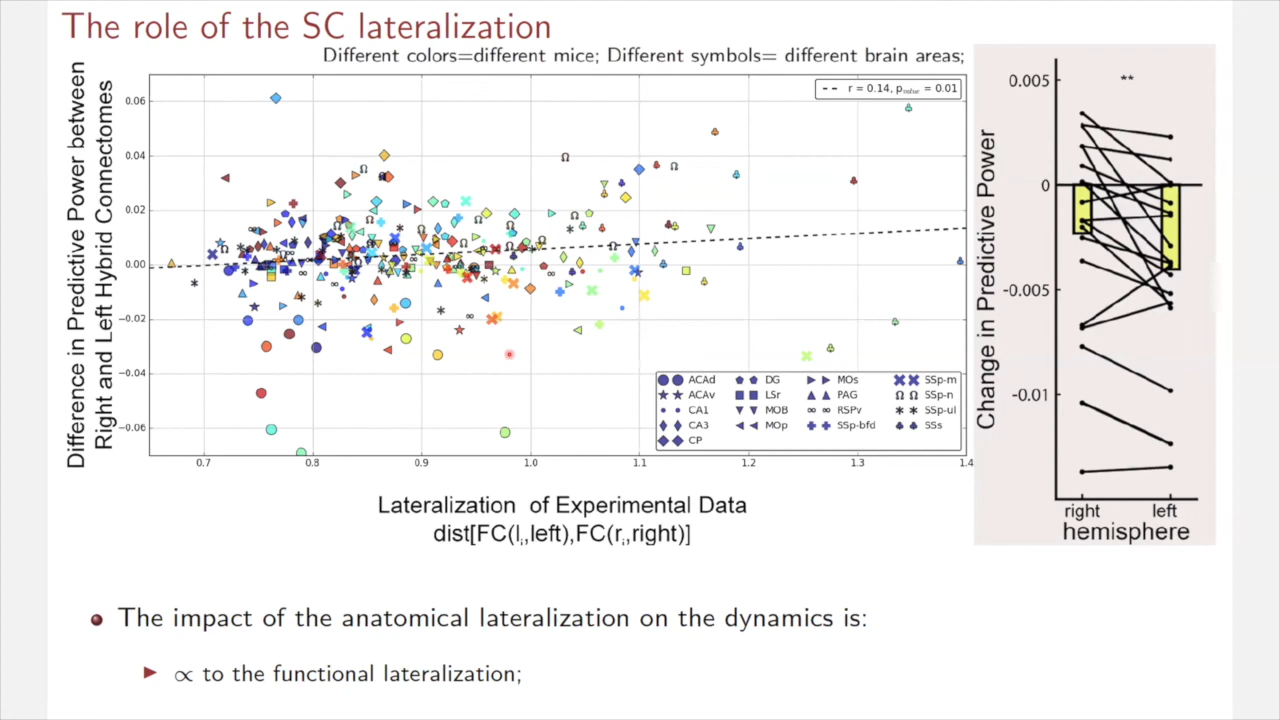 The role of the SC lateralization
Different colors=different mice; Different symbols= different brain areas;
Difference in Predictive Power between
Right and Left Hybrid Connectomes
0.06
0.04
0.02
0.00
−0.02
−0.04
−0.06
r = 0.14, pvalue = 0.01
ACAd DG MOs SSp-m
ACAv LSr PAG SSp-n
CA1 MOB RSPv SSp-ul
CA3 MOp SSp-bfd SSs
CP
0.7 0.8 0.9 1.0 1.1 1.2 1.3 1.4
Lateralization of Experimental Data
dist[FC(li,left),FC(ri,right)]
Change in Predictive Power
**
0.005
0
-0.005
-0.01
right left
hemisphere
The impact of the anatomical lateralization on the dynamics is:
∝ to the functional lateralization;